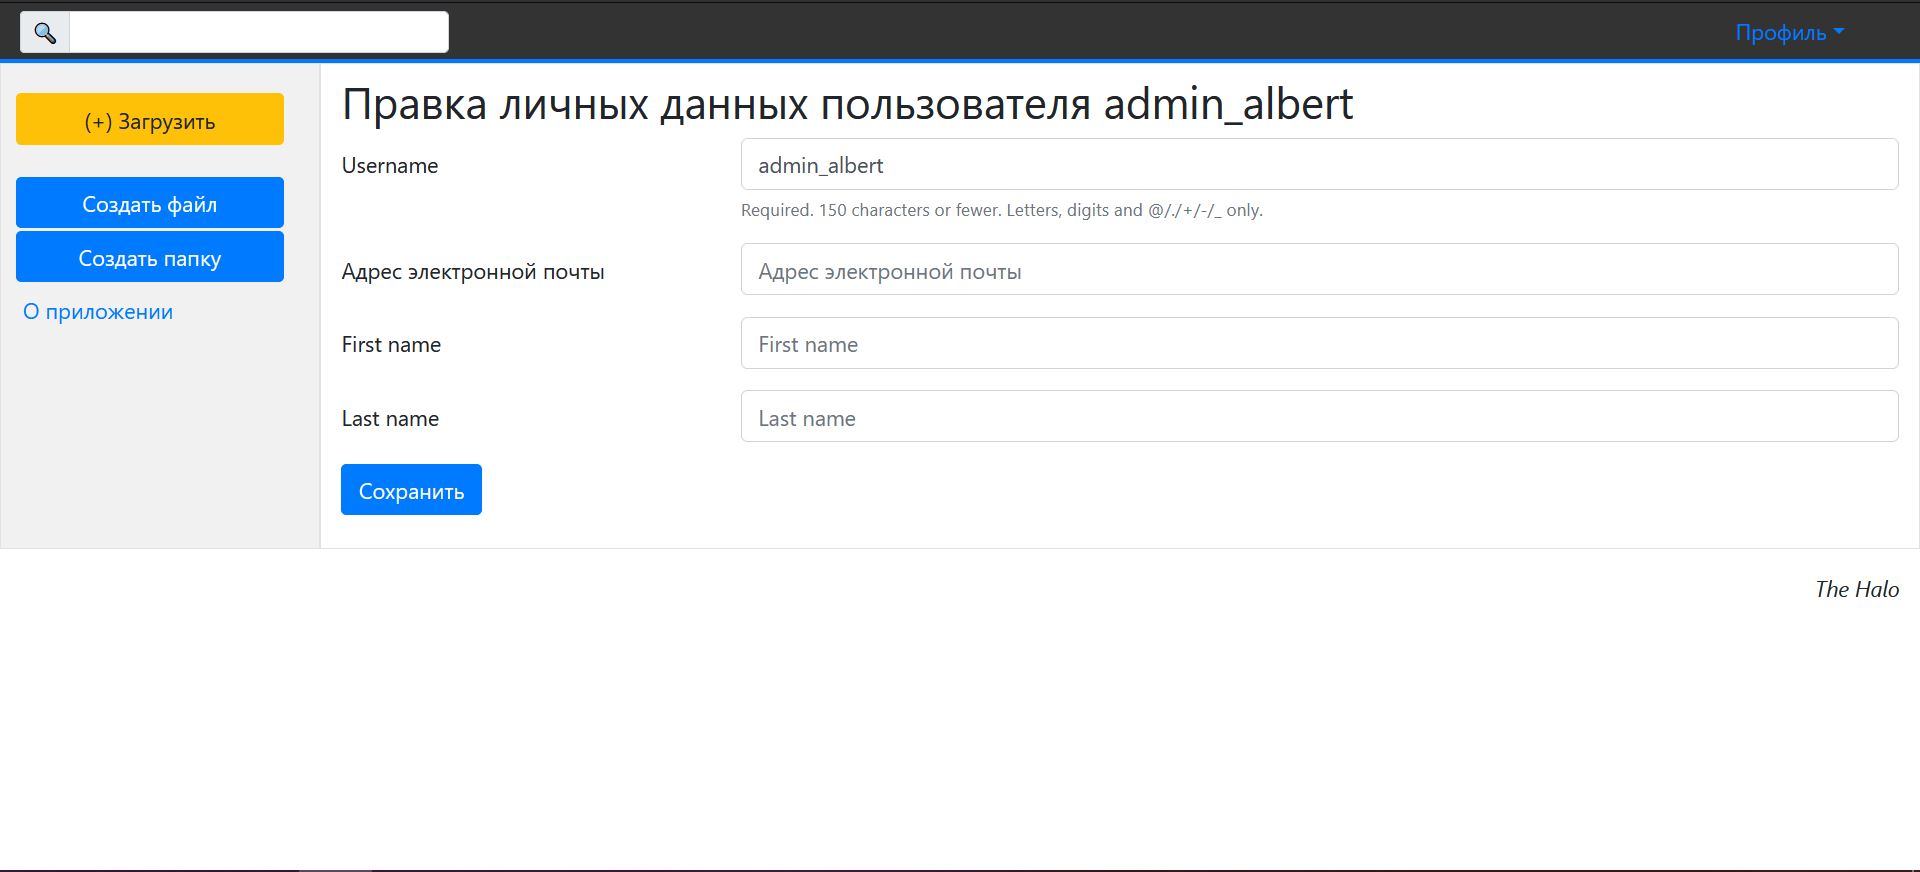 Профиль
(+) Загрузить
Создать файл
Создать папку
О приложении
Правка личных данных пользователя admin_albert
Username
admin_albert
Required. 150 characters or fewer. Letters, digits and @/./+/-/_ only.
Адрес электронной почты
Адрес электронной почты
First name
First name
Last name
Last name
Сохранить
The Halo